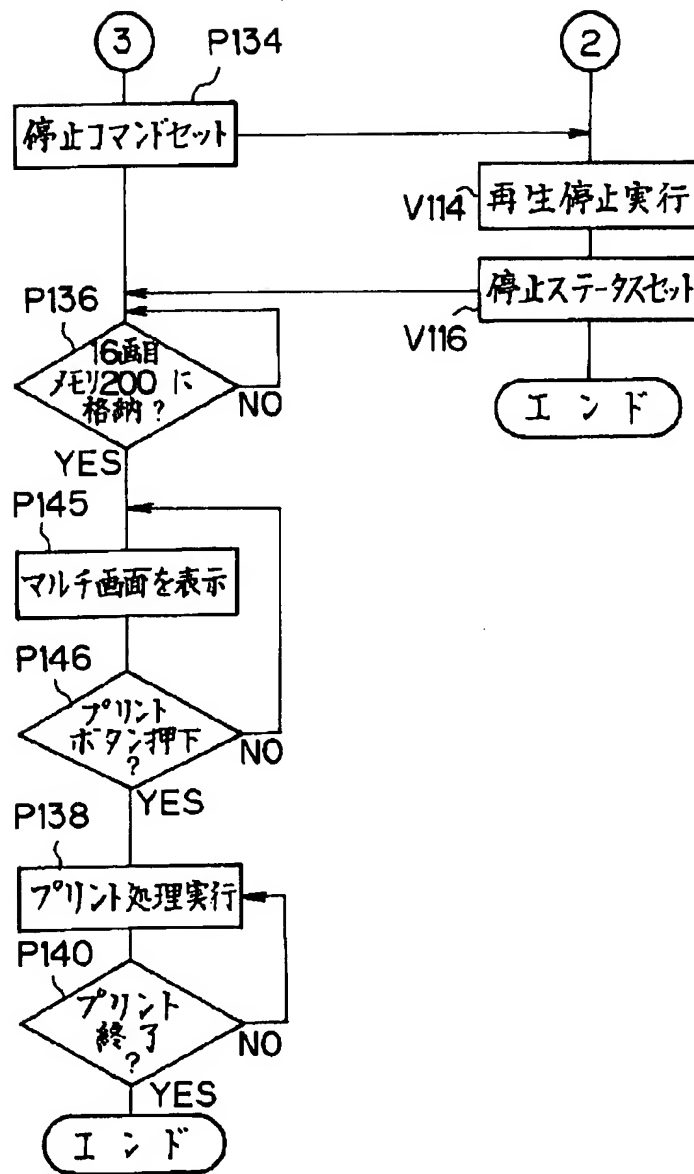 3
P134
2
停止コマンドセット
V114
再生停止実行
停止ステータスセット
V116
エンド
P136
16画目
メモリ200に
格納?
NO
YES
P145
マルチ画面を表示
P146
プリント
ボタン押下
?
NO
YES
P138
プリント処理実行
P140
プリント
終了
?
NO
YES
エンド